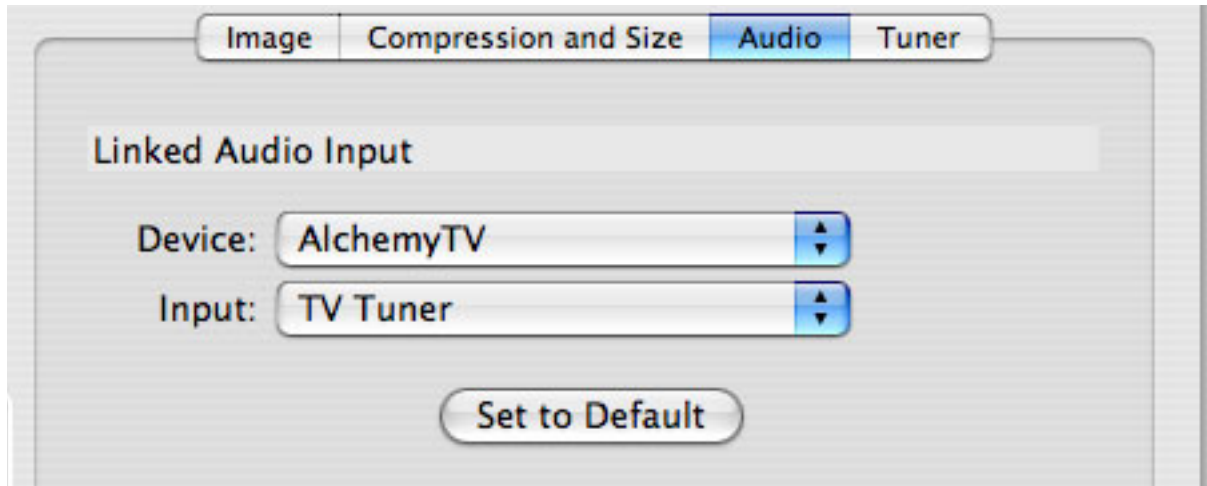 Image Compression and Size Audio Tuner
Linked Audio Input
Device: AlchemyTV
Input: TV Tuner
Set to Default